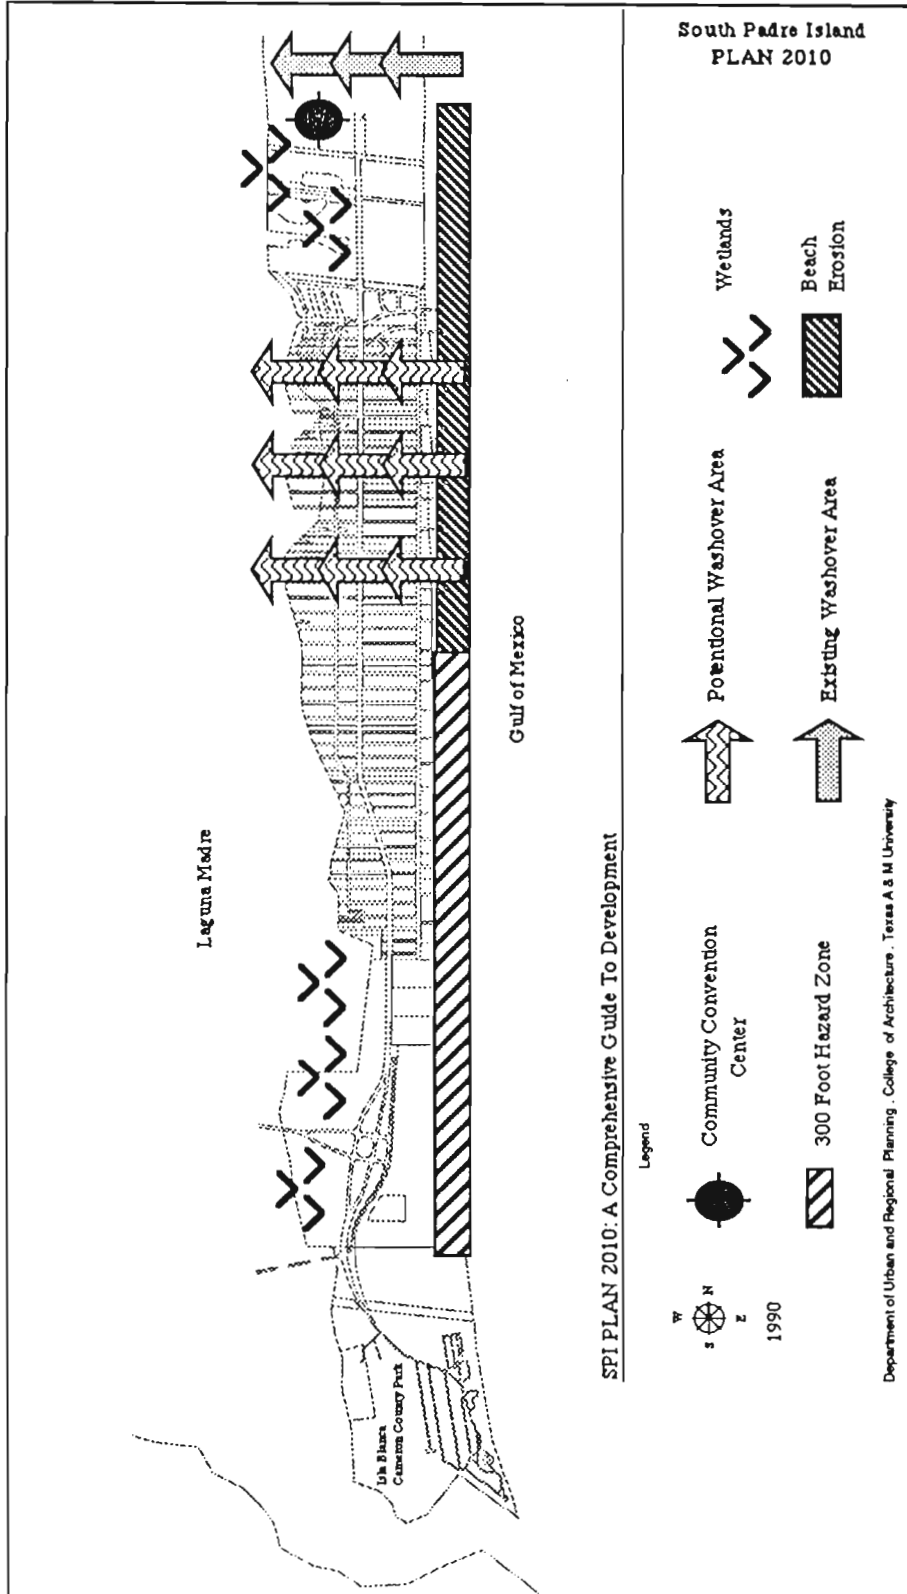 South Padre Island
PLAN 2010
Laguna Madre
Gulf of Mexico
Isla Blanca
Cameron County Park
SPI PLAN 2010: A Comprehensive Guide To Development
Legend
W
S N
E
1990
Community Convention
Center
300 Foot Hazard Zone
Potentional Washover Area
Existing Washover Area
Wetlands
Beach
Erosion
Department of Urban and Regional Planning . College of Architecture . Texas A & M University